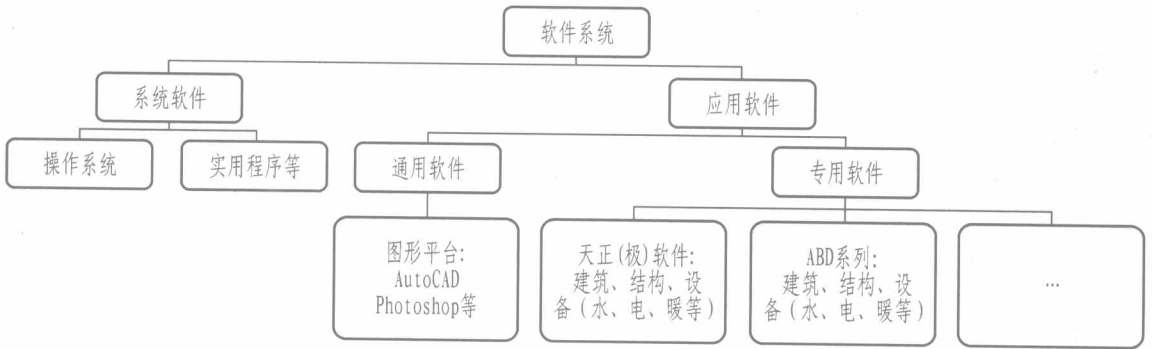 软件系统
系统软件
应用软件
操作系统
实用程序等
通用软件
专用软件
图形平台:
AutoCAD
Photoshop等
天正(极)软件:
建筑、结构、设
备(水、电、暖等)
ABD系列:
建筑、结构、设
备(水、电、暖等)
…